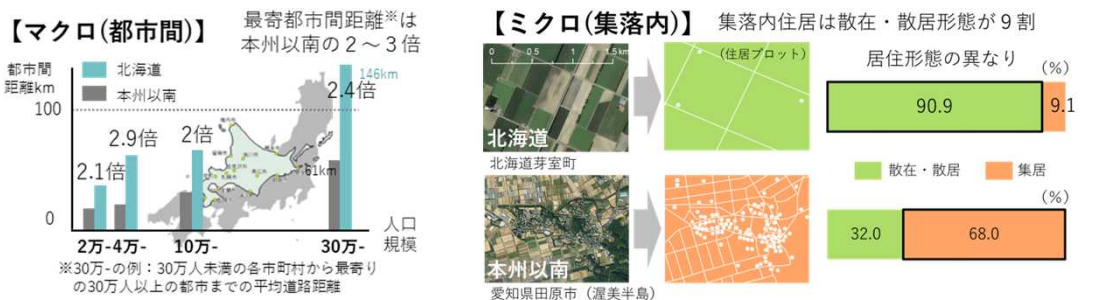 【マクロ(都市間)】
最寄都市間距離※は
本州以南の２～３倍
都市間
距離km
北海道
本州以南
146km
2.4倍
100
2.9倍
2倍
2.1倍
61km
0
2万-
4万-
10万-
30万-
人口
規模
※30万-の例：30万人未満の各市町村から最寄り
の30万人以上の都市までの平均道路距離
【ミクロ(集落内)】
集落内住居は散在・散居形態が９割
0 0.5 1 1.5km
北海道
北海道芽室町
(住居プロット)
居住形態の異なり
(%)
90.9
9.1
散在・散居
集居
(%)
32.0
68.0
本州以南
愛知県田原市（渥美半島）